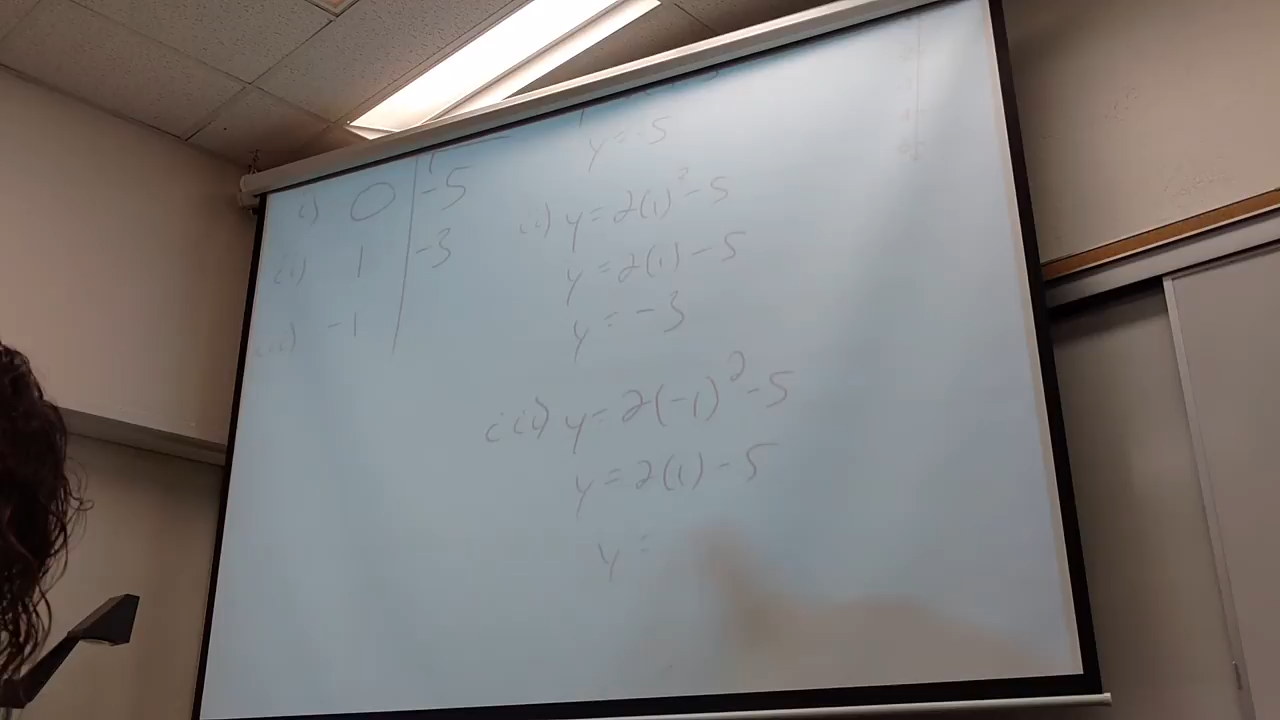 i) 0 -5
ii) 1 -3
iii) -1
y = -5
ii) y = 2(1)² - 5
y = 2(1) - 5
y = -3
iii) y = 2(-1)² - 5
y = 2(1) - 5
y =